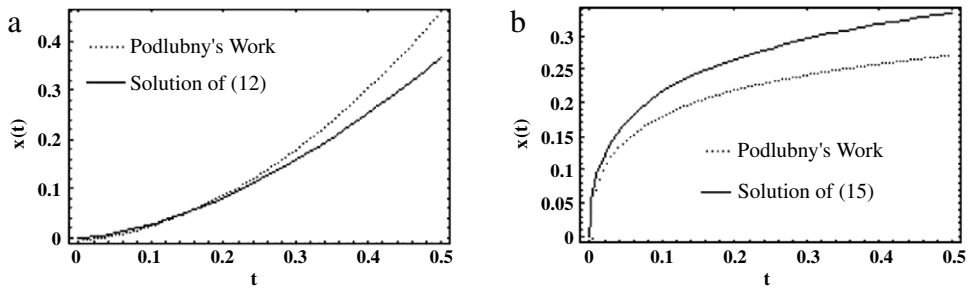 a
0.4
0.3
0.2
0.1
0
x(t)
Podlubny's Work
Solution of (12)
0 0.1 0.2 0.3 0.4 0.5
t
b
0.3
0.25
0.2
0.15
0.1
0.05
0
x(t)
Podlubny's Work
Solution of (15)
0 0.1 0.2 0.3 0.4 0.5
t